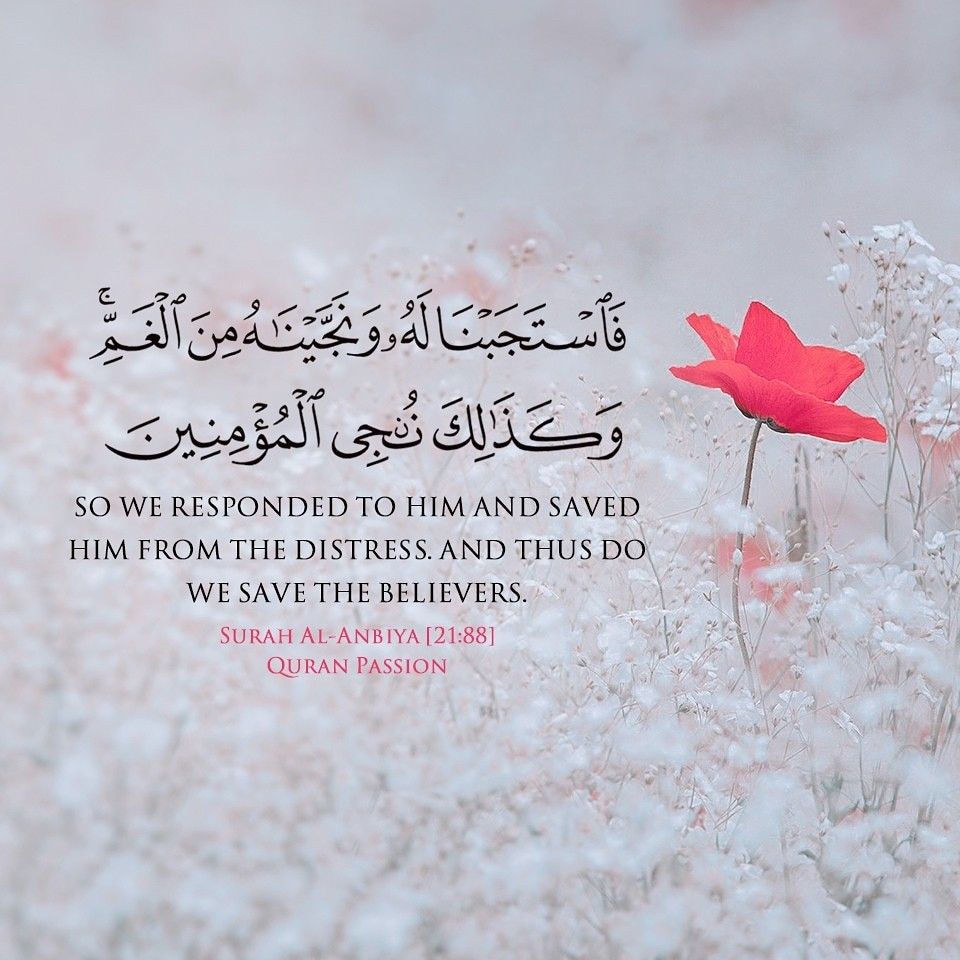 فَٱسْتَجَبْنَا لَهُۥ وَنَجَّيْنَـٰهُ مِنَ ٱلْغَمِّ ۚ
وَكَذَٰلِكَ نُـۨجِى ٱلْمُؤْمِنِينَ
SO WE RESPONDED TO HIM AND SAVED
HIM FROM THE DISTRESS. AND THUS DO
WE SAVE THE BELIEVERS.
SURAH AL-ANBIYA [21:88]
QURAN PASSION